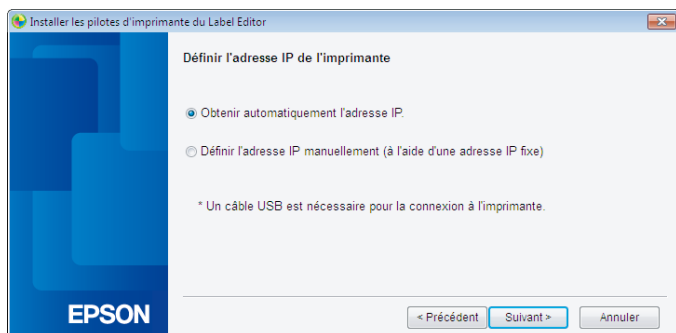 Installer les pilotes d'imprimante du Label Editor
Définir l'adresse IP de l'imprimante
Obtenir automatiquement l'adresse IP.
Définir l'adresse IP manuellement (à l'aide d'une adresse IP fixe)
* Un câble USB est nécessaire pour la connexion à l'imprimante.
EPSON
< Précédent Suivant > Annuler